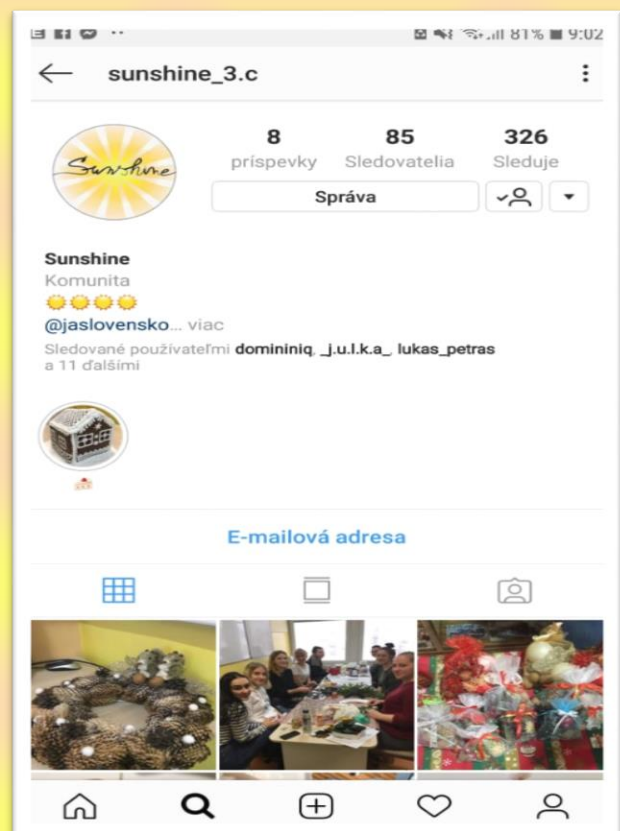 81% 9:02
sunshine_3.c
8 85 326
príspevky Sledovatelia Sleduje
Sunshine
Správa
Sunshine
Komunita
@jaslovensko... viac
Sledované používateľmi domininiq, _j.u.l.k.a_, lukas_petras
a 11 ďalšími
E-mailová adresa